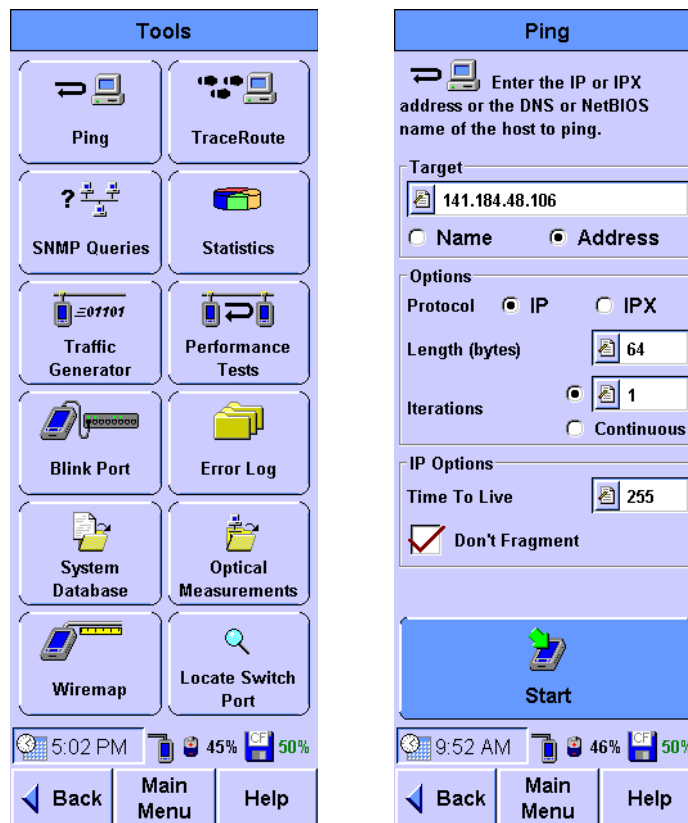 Tools
Ping
TraceRoute
?
SNMP Queries
Statistics
01101
Traffic
Generator
Performance
Tests
Blink Port
Error Log
System
Database
Optical
Measurements
Wiremap
Locate Switch
Port
5:02 PM
45%
CF
50%
Back
Main
Menu
Help
Ping
Enter the IP or IPX
address or the DNS or NetBIOS
name of the host to ping.
Target
141.184.48.106
Name
Address
Options
Protocol
IP
IPX
Length (bytes)
64
Iterations
1
Continuous
IP Options
Time To Live
255
Don't Fragment
Start
9:52 AM
46%
CF
50%
Back
Main
Menu
Help